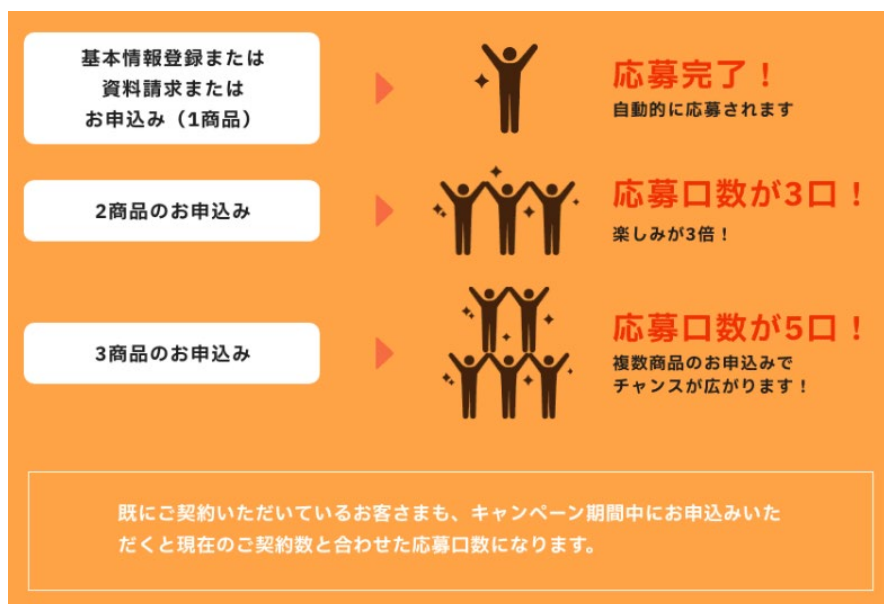 基本情報登録または
資料請求または
お申込み（1商品）
応募完了！
自動的に応募されます
2商品のお申込み
応募口数が3口！
楽しみが3倍！
3商品のお申込み
応募口数が5口！
複数商品のお申込みで
チャンスが広がります！
既にご契約いただいているお客さまも、キャンペーン期間中にお申込みいた
だくと現在のご契約数と合わせた応募口数になります。